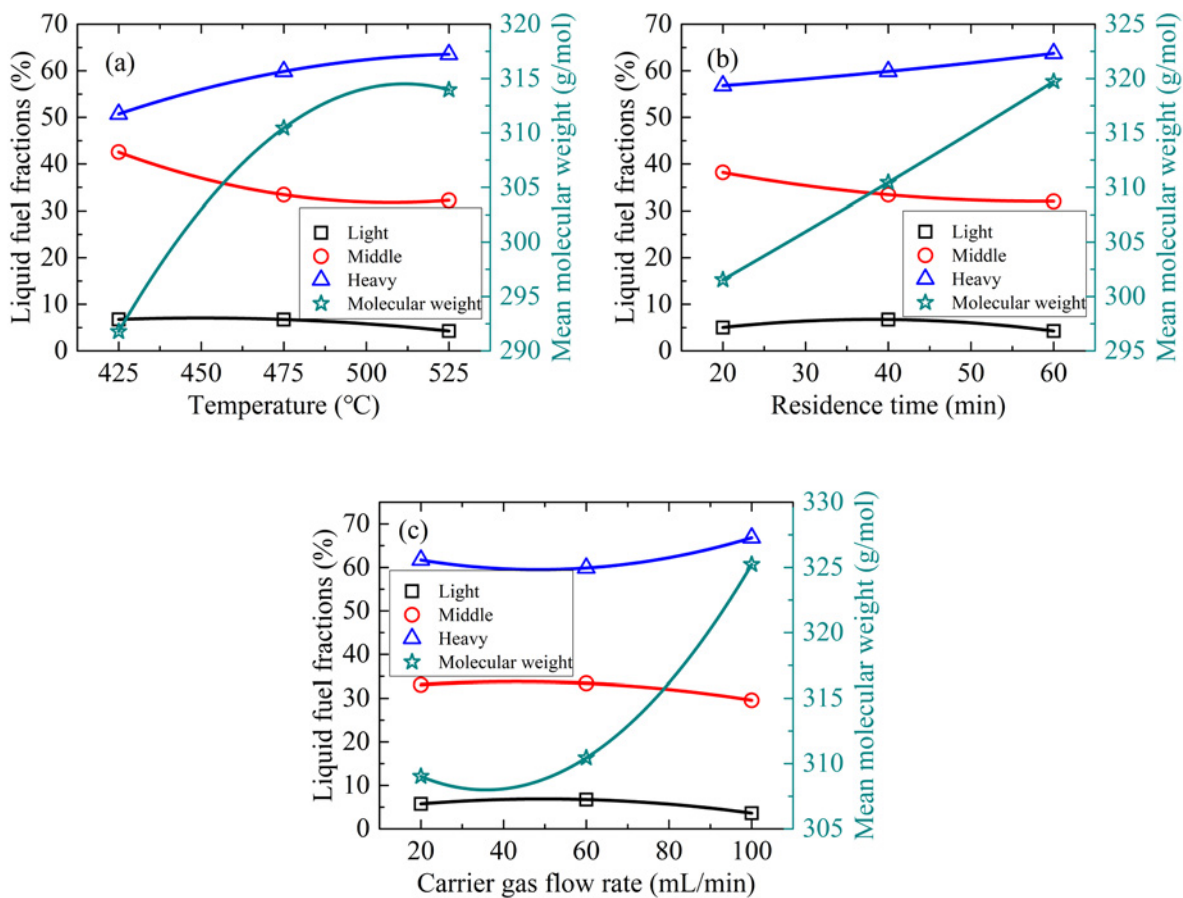 (a)
Liquid fuel fractions (%)
70
60
50
40
30
20
10
0
425
450
475
500
525
Temperature (℃)
Light
Middle
Heavy
Molecular weight
320
315
310
305
300
295
290
Mean molecular weight (g/mol)
(b)
Liquid fuel fractions (%)
70
60
50
40
30
20
10
0
20
30
40
50
60
Residence time (min)
Light
Middle
Heavy
Molecular weight
325
320
315
310
305
300
295
Mean molecular weight (g/mol)
(c)
Liquid fuel fractions (%)
70
60
50
40
30
20
10
0
20
40
60
80
100
Carrier gas flow rate (mL/min)
Light
Middle
Heavy
Molecular weight
330
325
320
315
310
305
Mean molecular weight (g/mol)